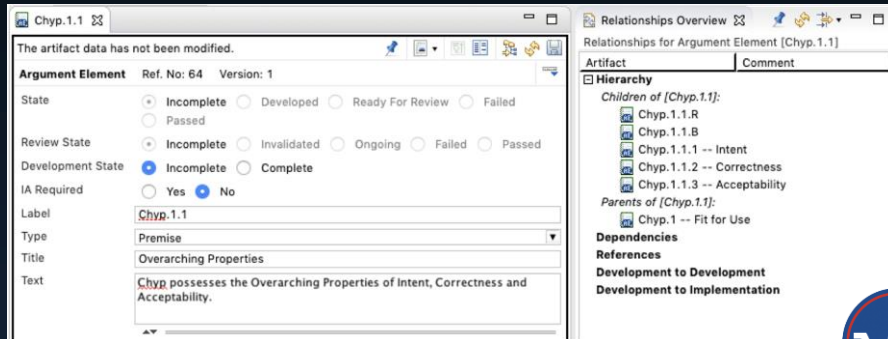 Chyp.1.1
The artifact data has not been modified.
Argument Element Ref. No: 64 Version: 1
State Incomplete Developed Ready For Review Failed
Passed
Review State Incomplete Invalidated Ongoing Failed Passed
Development State Incomplete Complete
IA Required Yes No
Label Chyp.1.1
Type Premise
Title Overarching Properties
Text Chyp possesses the Overarching Properties of Intent, Correctness and
Acceptability.
Relationships Overview
Relationships for Argument Element [Chyp.1.1]
Artifact Comment
Hierarchy
Children of [Chyp.1.1]:
Chyp.1.1.R
Chyp.1.1.B
Chyp.1.1.1 -- Intent
Chyp.1.1.2 -- Correctness
Chyp.1.1.3 -- Acceptability
Parents of [Chyp.1.1]:
Chyp.1 -- Fit for Use
Dependencies
References
Development to Development
Development to Implementation